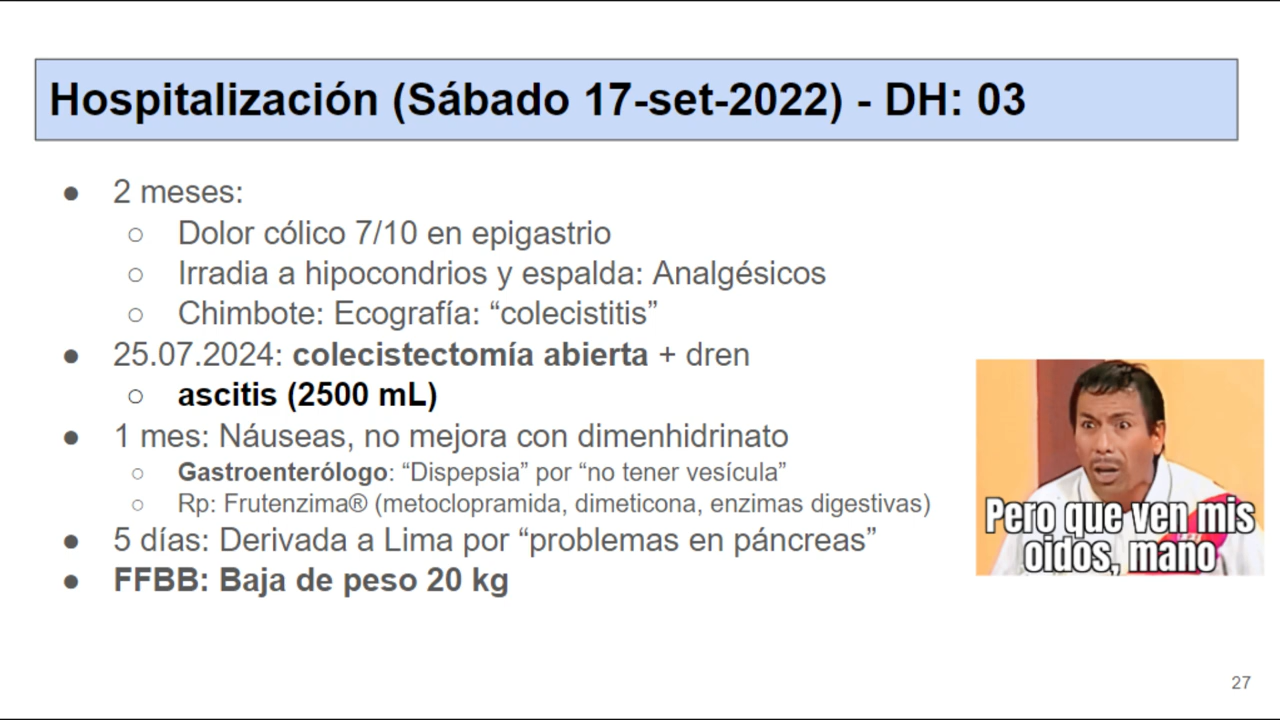 Hospitalización (Sábado 17-set-2022) - DH: 03
● 2 meses:
○ Dolor cólico 7/10 en epigastrio
○ Irradia a hipocondrios y espalda: Analgésicos
○ Chimbote: Ecografía: “colecistitis”
● 25.07.2024: colecistectomía abierta + dren
○ ascitis (2500 mL)
● 1 mes: Náuseas, no mejora con dimenhidrinato
○ Gastroenterólogo: “Dispepsia” por “no tener vesícula”
○ Rp: Frutenzima® (metoclopramida, dimeticona, enzimas digestivas)
● 5 días: Derivada a Lima por “problemas en páncreas”
● FFBB: Baja de peso 20 kg
Pero que ven mis
oidos, mano
27